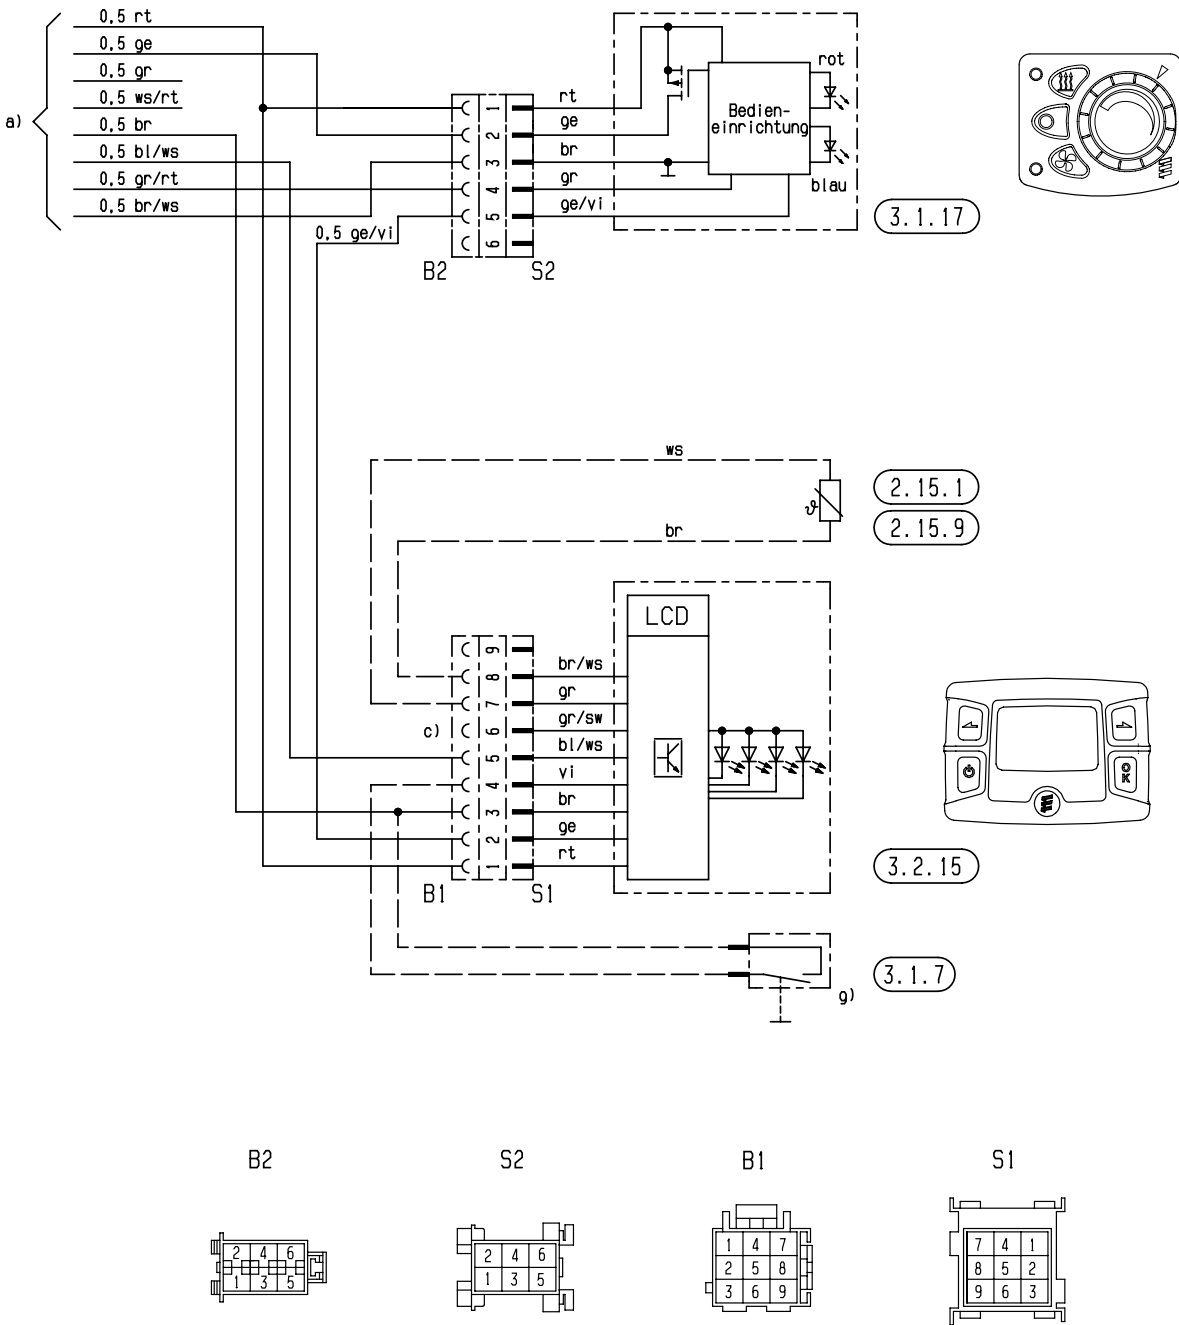 0,5 rt
0,5 ge
0,5 gr
0,5 ws/rt
a) 0,5 br
0,5 bl/ws
0,5 gr/rt
0,5 br/ws
0,5 ge/vi
1
2
3
4
5
6
B2 S2
rt
ge
br
gr
ge/vi
Bedien-
einrichtung
rot
blau
3.1.17
ws
ϑ
br
2.15.1
2.15.9
LCD
9
8
7
c) 6
5
4
3
2
1
B1 S1
br/ws
gr
gr/sw
bl/ws
vi
br
ge
rt
OK
3.2.15
g)
3.1.7
B2 S2 B1 S1
2 4 6
1 3 5
2 4 6
1 3 5
1 4 7
2 5 8
3 6 9
7 4 1
8 5 2
9 6 3